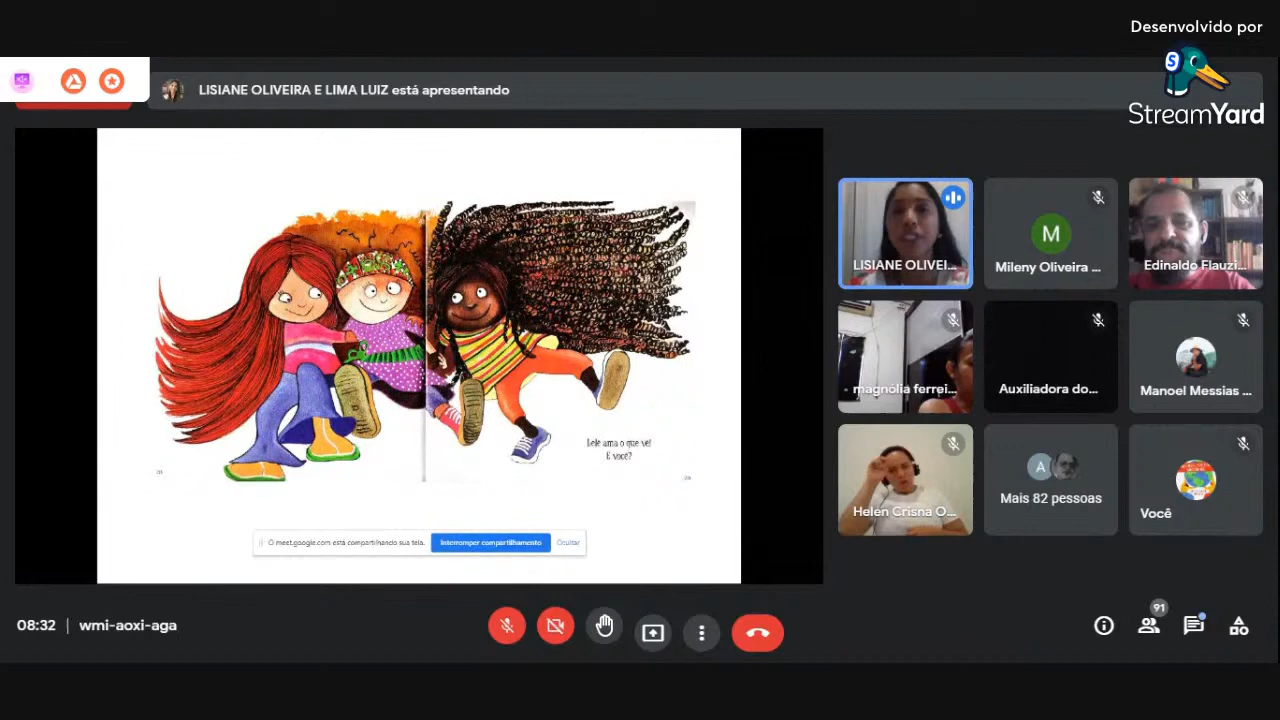 Desenvolvido por
StreamYard
LISIANE OLIVEIRA E LIMA LUIZ está apresentando
Lele ama o que vê!
E você?
O meet.google.com está compartilhando sua tela.
Interromper compartilhamento
Ocultar
LISIANE OLIVEI...
M
Mileny Oliveira ...
Edinaldo Flauzi...
magnólia ferrei...
Auxiliadora do...
Manoel Messias ...
Helen Crisna O...
A
Mais 82 pessoas
Você
08:32 | wmi-aoxi-aga
91